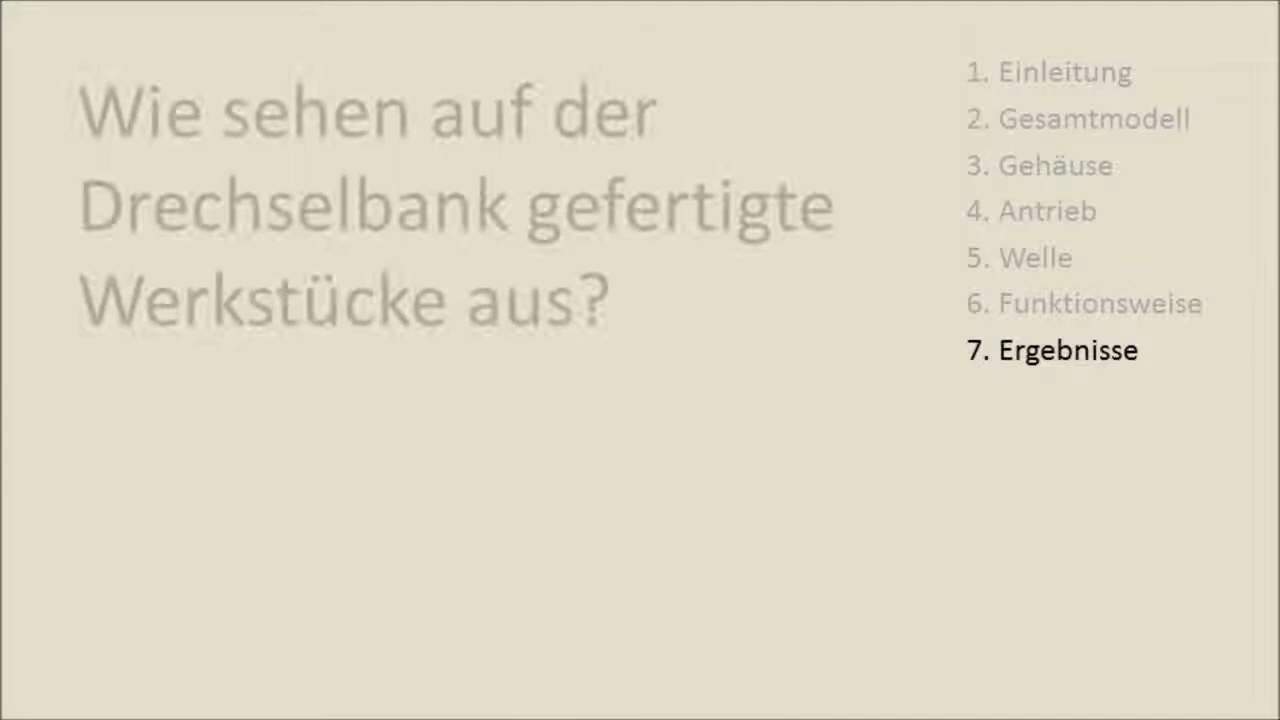 Wie sehen auf der
Drechselbank gefertigte
Werkstücke aus?
1. Einleitung
2. Gesamtmodell
3. Gehäuse
4. Antrieb
5. Welle
6. Funktionsweise
7. Ergebnisse